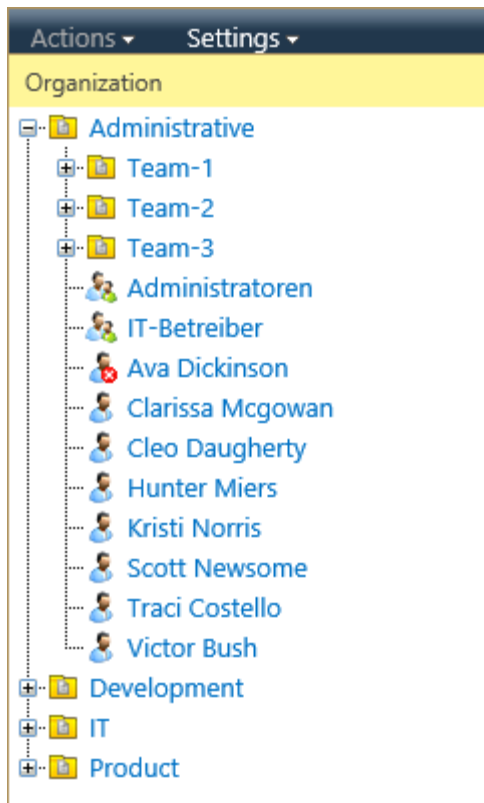 Actions Settings
Organization
Administrative
Team-1
Team-2
Team-3
Administratoren
IT-Betreiber
Ava Dickinson
Clarissa Mcgowan
Cleo Daugherty
Hunter Miers
Kristi Norris
Scott Newsome
Traci Costello
Victor Bush
Development
IT
Product